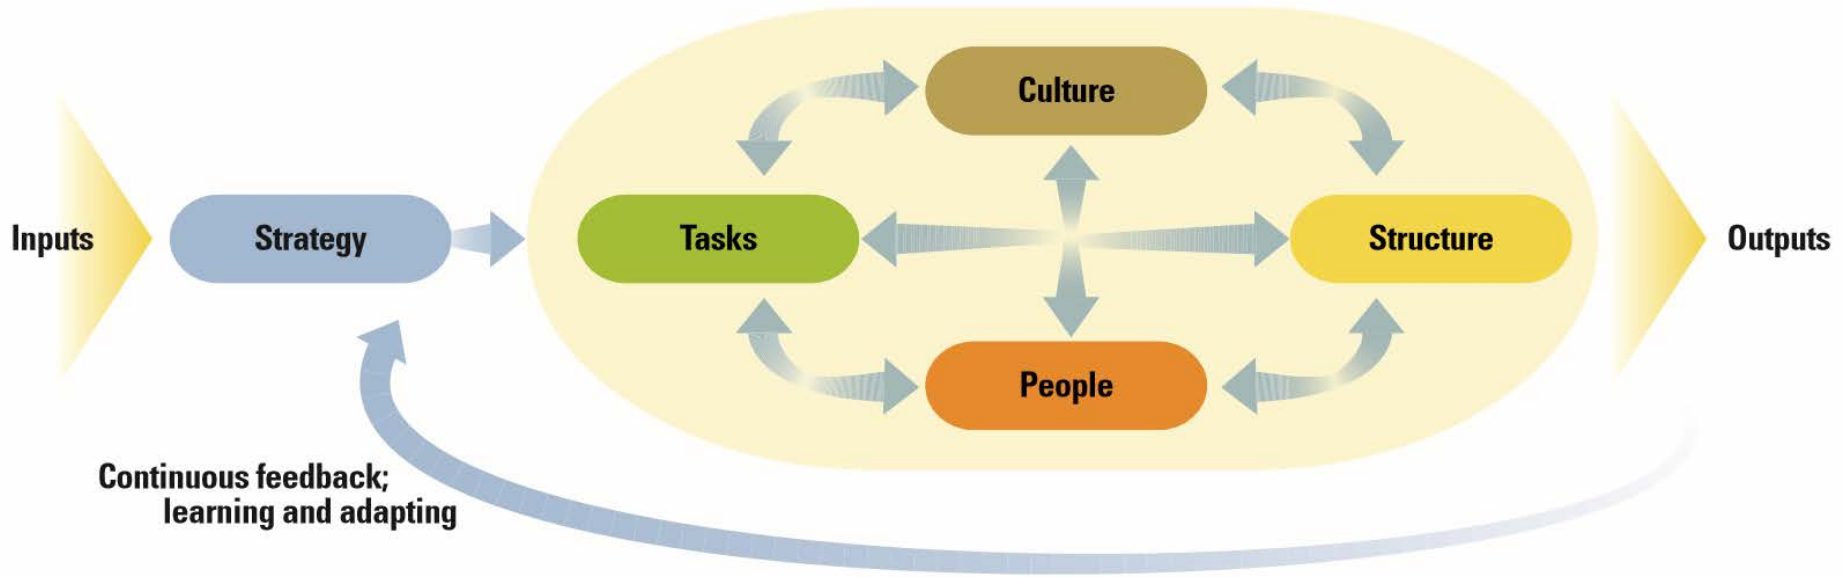 Culture
Inputs
Strategy
Tasks
Structure
Outputs
People
Continuous feedback;
learning and adapting